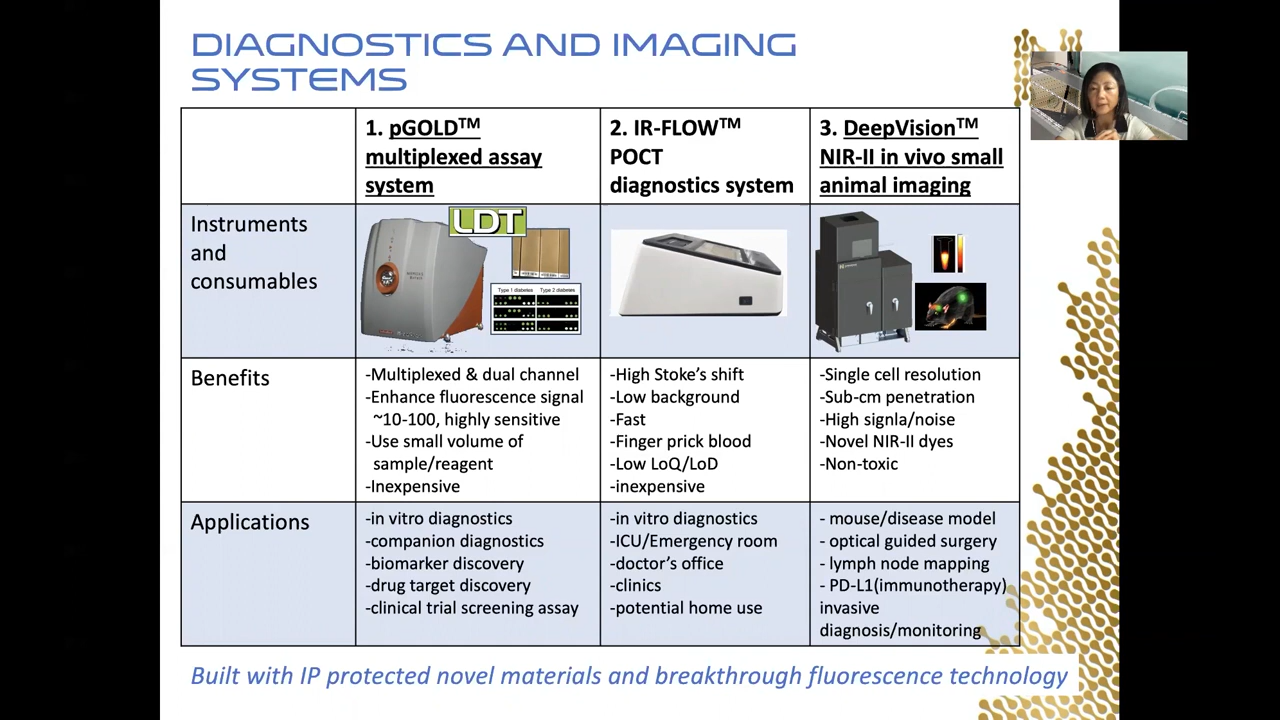 DIAGNOSTICS AND IMAGING
SYSTEMS
1. pGOLD™
multiplexed assay
system
2. IR-FLOW™
POCT
diagnostics system
3. DeepVision™
NIR-II in vivo small
animal imaging
Instruments
and
consumables
LDT
Type 1 diabetes Type 2 diabetes
Benefits
-Multiplexed & dual channel
-Enhance fluorescence signal
~10-100, highly sensitive
-Use small volume of
sample/reagent
-Inexpensive
-High Stoke's shift
-Low background
-Fast
-Finger prick blood
-Low LoQ/LoD
-inexpensive
-Single cell resolution
-Sub-cm penetration
-High signla/noise
-Novel NIR-II dyes
-Non-toxic
Applications
-in vitro diagnostics
-companion diagnostics
-biomarker discovery
-drug target discovery
-clinical trial screening assay
-in vitro diagnostics
-ICU/Emergency room
-doctor's office
-clinics
-potential home use
- mouse/disease model
- optical guided surgery
- lymph node mapping
- PD-L1(immunotherapy)
invasive
diagnosis/monitoring
Built with IP protected novel materials and breakthrough fluorescence technology